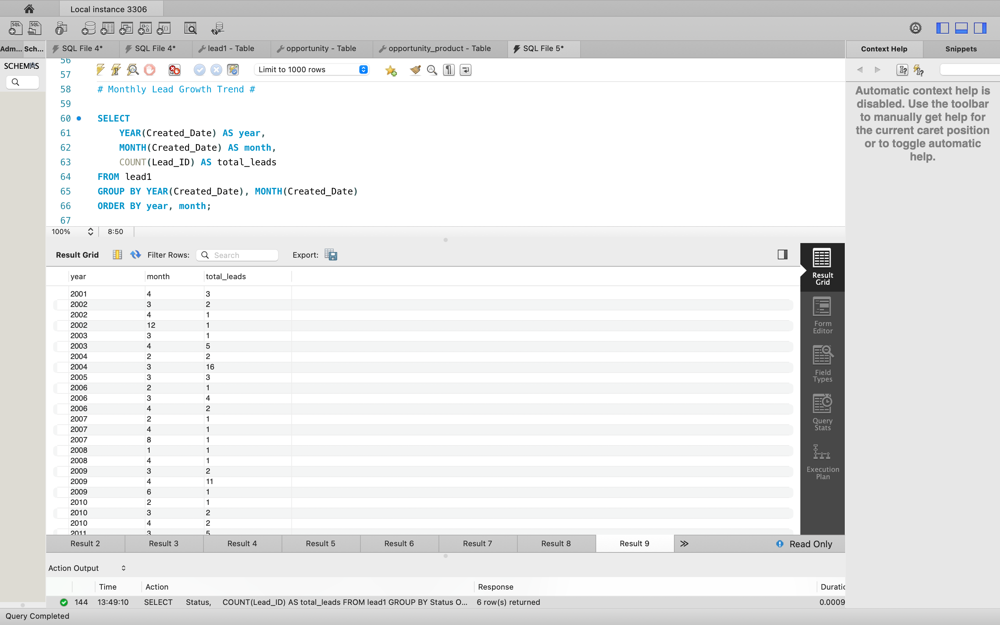 Local instance 3306
SQL SQL
Adm... Sch... SQL File 4* SQL File 4* lead1 - Table opportunity - Table opportunity_product - Table SQL File 5* Context Help Snippets
SCHEMAS
Limit to 1000 rows
56
57
58 # Monthly Lead Growth Trend #
59
60 SELECT
61 YEAR(Created_Date) AS year,
62 MONTH(Created_Date) AS month,
63 COUNT(Lead_ID) AS total_leads
64 FROM lead1
65 GROUP BY YEAR(Created_Date), MONTH(Created_Date)
66 ORDER BY year, month;
67
100% 8:50
Automatic context help is
disabled. Use the toolbar
to manually get help for
the current caret position
or to toggle automatic
help.
Result Grid Filter Rows: Search Export:
year month total_leads
2001 4 3
2002 3 2
2002 4 1
2002 12 1
2003 3 1
2003 4 5
2004 2 2
2004 3 16
2005 3 3
2006 2 1
2006 3 4
2006 4 2
2007 2 1
2007 4 1
2007 8 1
2008 1 1
2008 4 1
2009 3 2
2009 4 11
2009 6 1
2010 2 1
2010 3 2
2010 4 2
2011 3 5
Result
Grid
Form
Editor
Field
Types
Query
Stats
Execution
Plan
Result 2 Result 3 Result 4 Result 5 Result 6 Result 7 Result 8 Result 9 Read Only
Action Output
Time Action Response Duratic
144 13:49:10 SELECT Status, COUNT(Lead_ID) AS total_leads FROM lead1 GROUP BY Status O... 6 row(s) returned 0.0009
Query Completed